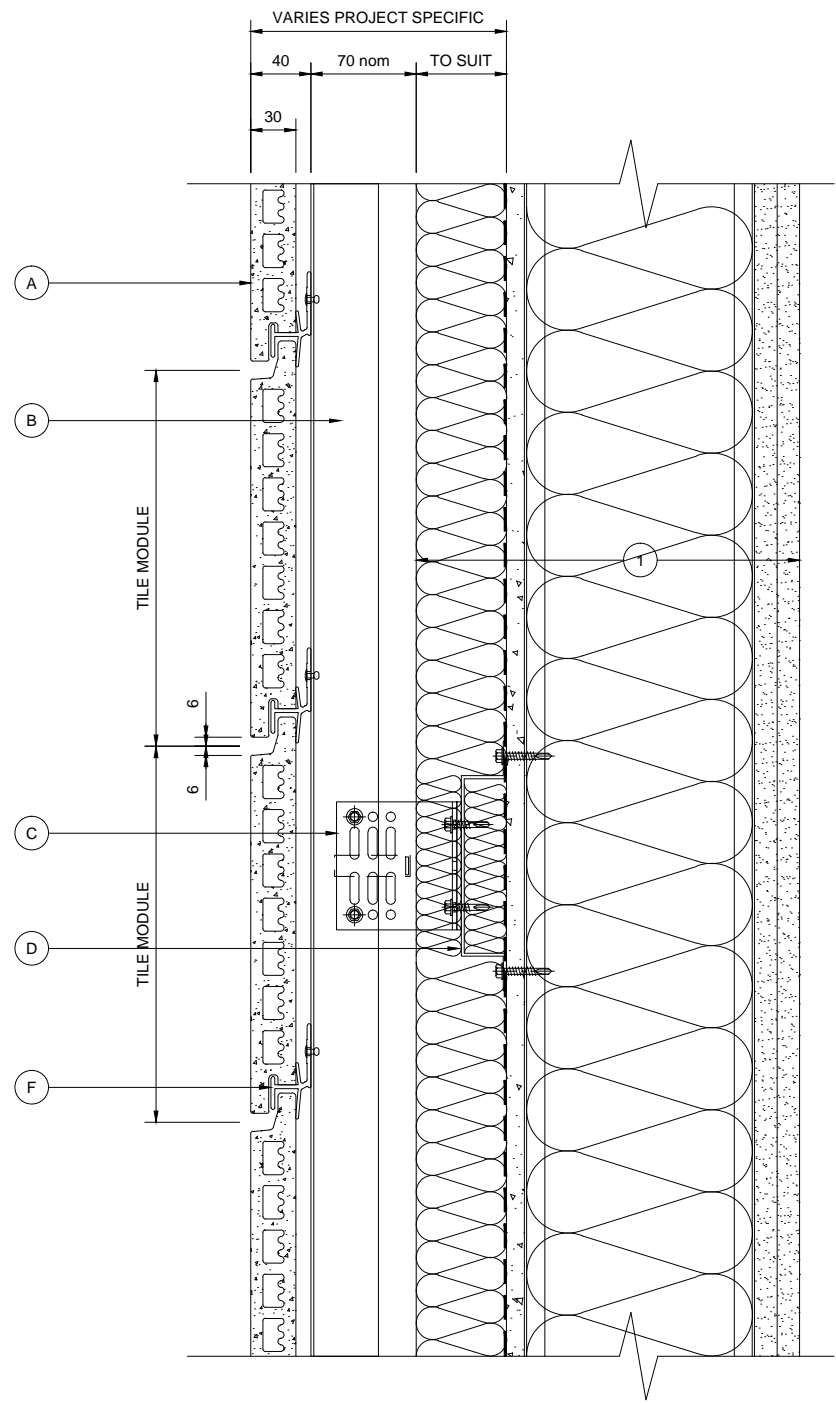 VARIES PROJECT SPECIFIC
40
70 nom
TO SUIT
30
A
B
TILE MODULE
1
6
6
C
TILE MODULE
D
F